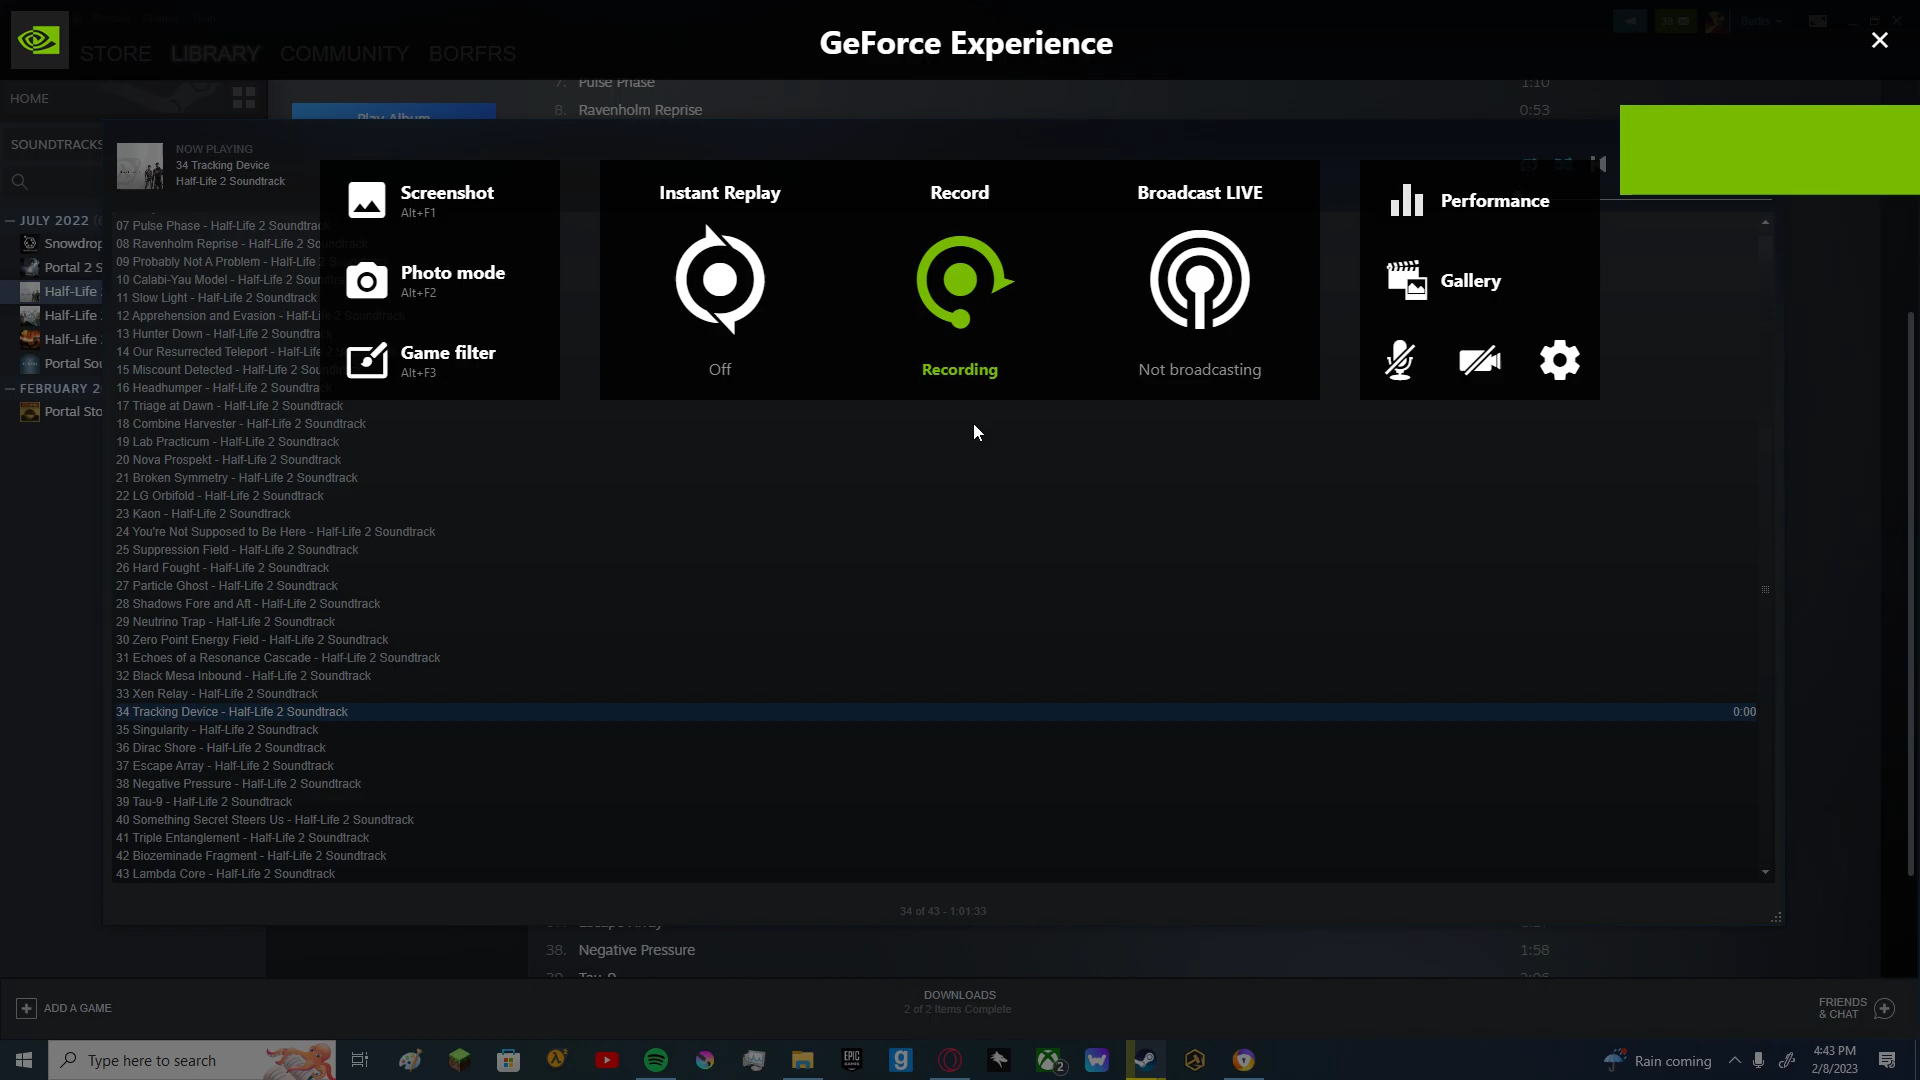 GeForce Experience
STORE
LIBRARY
COMMUNITY
BORFRS
HOME
SOUNDTRACKS
7. Pulse Phase 1:10
8. Ravenholm Reprise 0:53
Play Album
NOW PLAYING
34 Tracking Device
Half-Life 2 Soundtrack
Screenshot
Alt+F1
Photo mode
Alt+F2
Game filter
Alt+F3
Instant Replay
Off
Record
Recording
Broadcast LIVE
Not broadcasting
Performance
Gallery
JULY 2022
Snowdrop
Portal 2 S
Half-Life
Half-Life
Half-Life
Portal Sou
FEBRUARY 2
Portal Sto
07 Pulse Phase - Half-Life 2 Soundtrack
08 Ravenholm Reprise - Half-Life 2 Soundtrack
09 Probably Not A Problem - Half-Life
10 Calabi-Yau Model - Half-Life 2 Sound
11 Slow Light - Half-Life 2 Soundtrack
12 Apprehension and Evasion - Half-Life 2 Soundtrack
13 Hunter Down - Half-Life 2 Soundtrack
14 Our Resurrected Teleport - Half-Life
15 Miscount Detected - Half-Life 2 Soundtrack
16 Headhumper - Half-Life 2 Soundtrack
17 Triage at Dawn - Half-Life 2 Soundtrack
18 Combine Harvester - Half-Life 2 Soundtrack
19 Lab Practicum - Half-Life 2 Soundtrack
20 Nova Prospekt - Half-Life 2 Soundtrack
21 Broken Symmetry - Half-Life 2 Soundtrack
22 LG Orbifold - Half-Life 2 Soundtrack
23 Kaon - Half-Life 2 Soundtrack
24 You're Not Supposed to Be Here - Half-Life 2 Soundtrack
25 Suppression Field - Half-Life 2 Soundtrack
26 Hard Fought - Half-Life 2 Soundtrack
27 Particle Ghost - Half-Life 2 Soundtrack
28 Shadows Fore and Aft - Half-Life 2 Soundtrack
29 Neutrino Trap - Half-Life 2 Soundtrack
30 Zero Point Energy Field - Half-Life 2 Soundtrack
31 Echoes of a Resonance Cascade - Half-Life 2 Soundtrack
32 Black Mesa Inbound - Half-Life 2 Soundtrack
33 Xen Relay - Half-Life 2 Soundtrack
34 Tracking Device - Half-Life 2 Soundtrack 0:00
35 Singularity - Half-Life 2 Soundtrack
36 Dirac Shore - Half-Life 2 Soundtrack
37 Escape Array - Half-Life 2 Soundtrack
38 Negative Pressure - Half-Life 2 Soundtrack
39 Tau-9 - Half-Life 2 Soundtrack
40 Something Secret Steers Us - Half-Life 2 Soundtrack
41 Triple Entanglement - Half-Life 2 Soundtrack
42 Biozeminade Fragment - Half-Life 2 Soundtrack
43 Lambda Core - Half-Life 2 Soundtrack
34 of 43 - 1:01:33
38. Negative Pressure 1:58
39. Tau-9 2:06
ADD A GAME
DOWNLOADS
2 of 2 Items Complete
FRIENDS
& CHAT
Type here to search
EPIC
GAMES
2
Rain coming
4:43 PM
2/8/2023